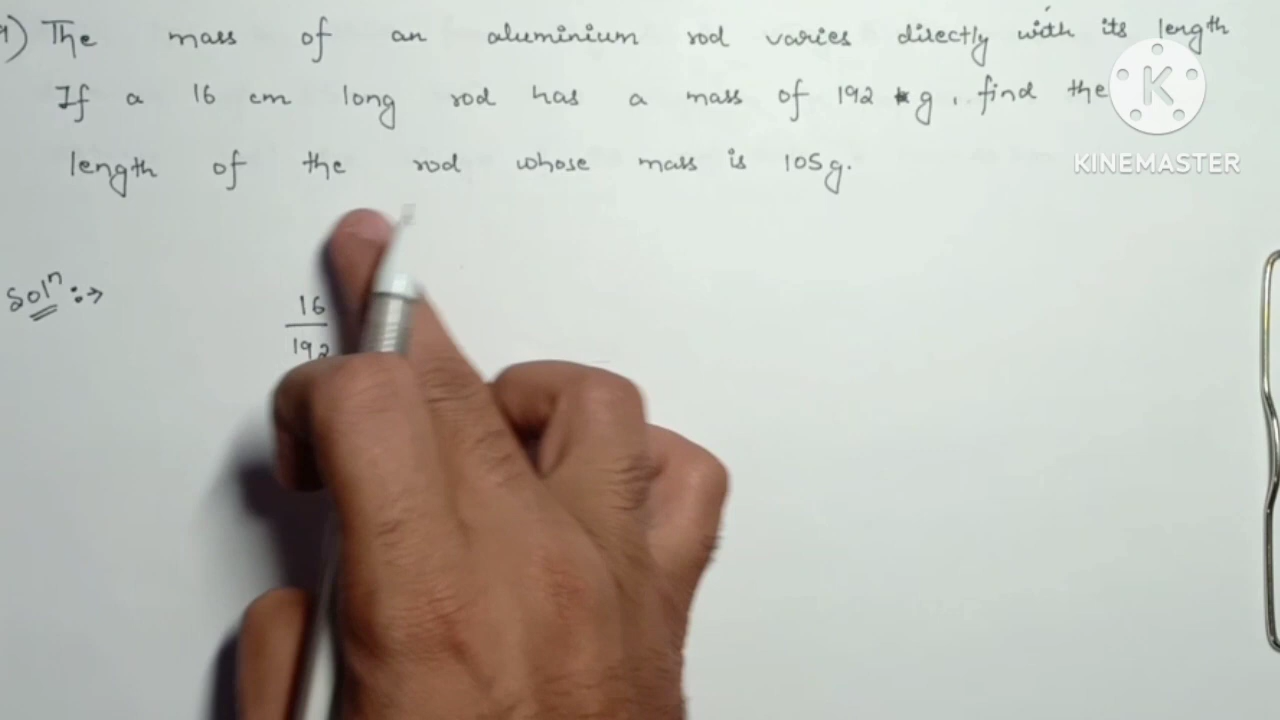 9) The mass of an aluminium rod varies directly with its length
If a 16 cm long rod has a mass of 192 g, find the
length of the rod whose mass is 105g.
Solⁿ :→
16
192
K
KINEMASTER